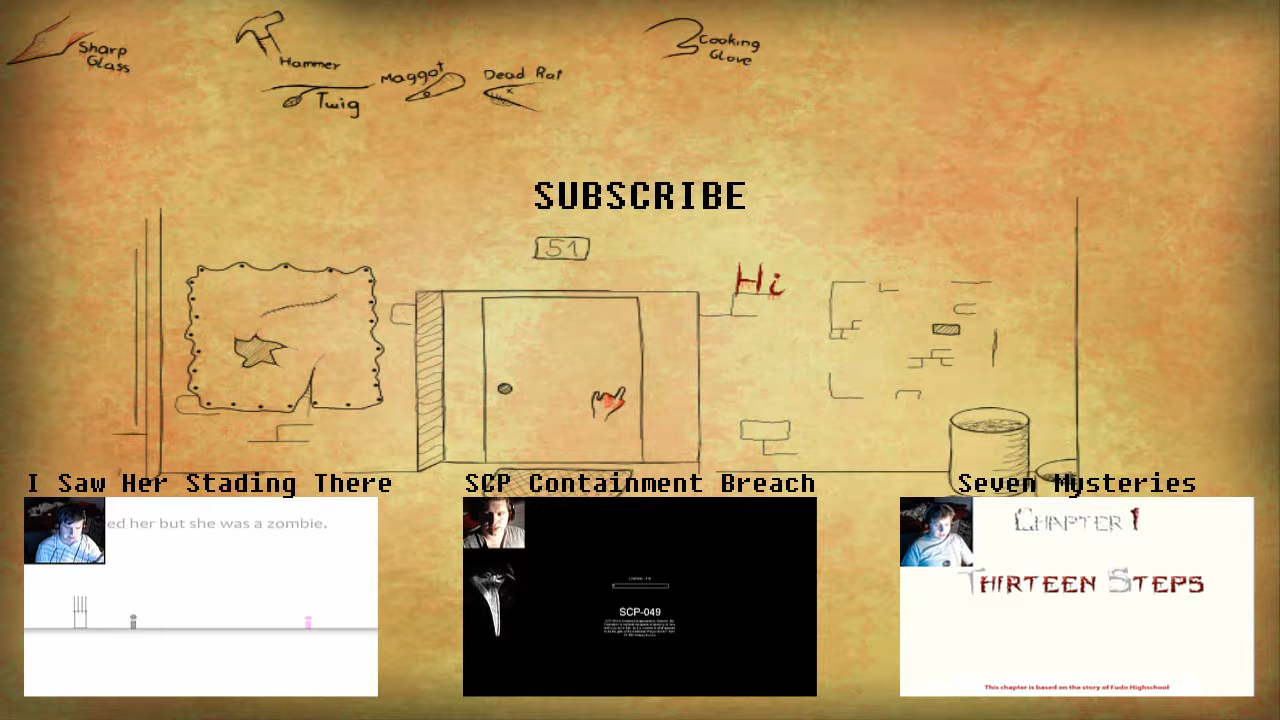 Sharp
Glass
Hammer
Twig
Maggot
Dead Rat
Cooking
Glove
SUBSCRIBE
51
Hi
I Saw Her Stading There
SCP Containment Breach
Seven Mysteries
ed her but she was a zombie.
SCP-049
CHAPTER 1
THIRTEEN STEPS
This chapter is based on the story of Fudo Highschool